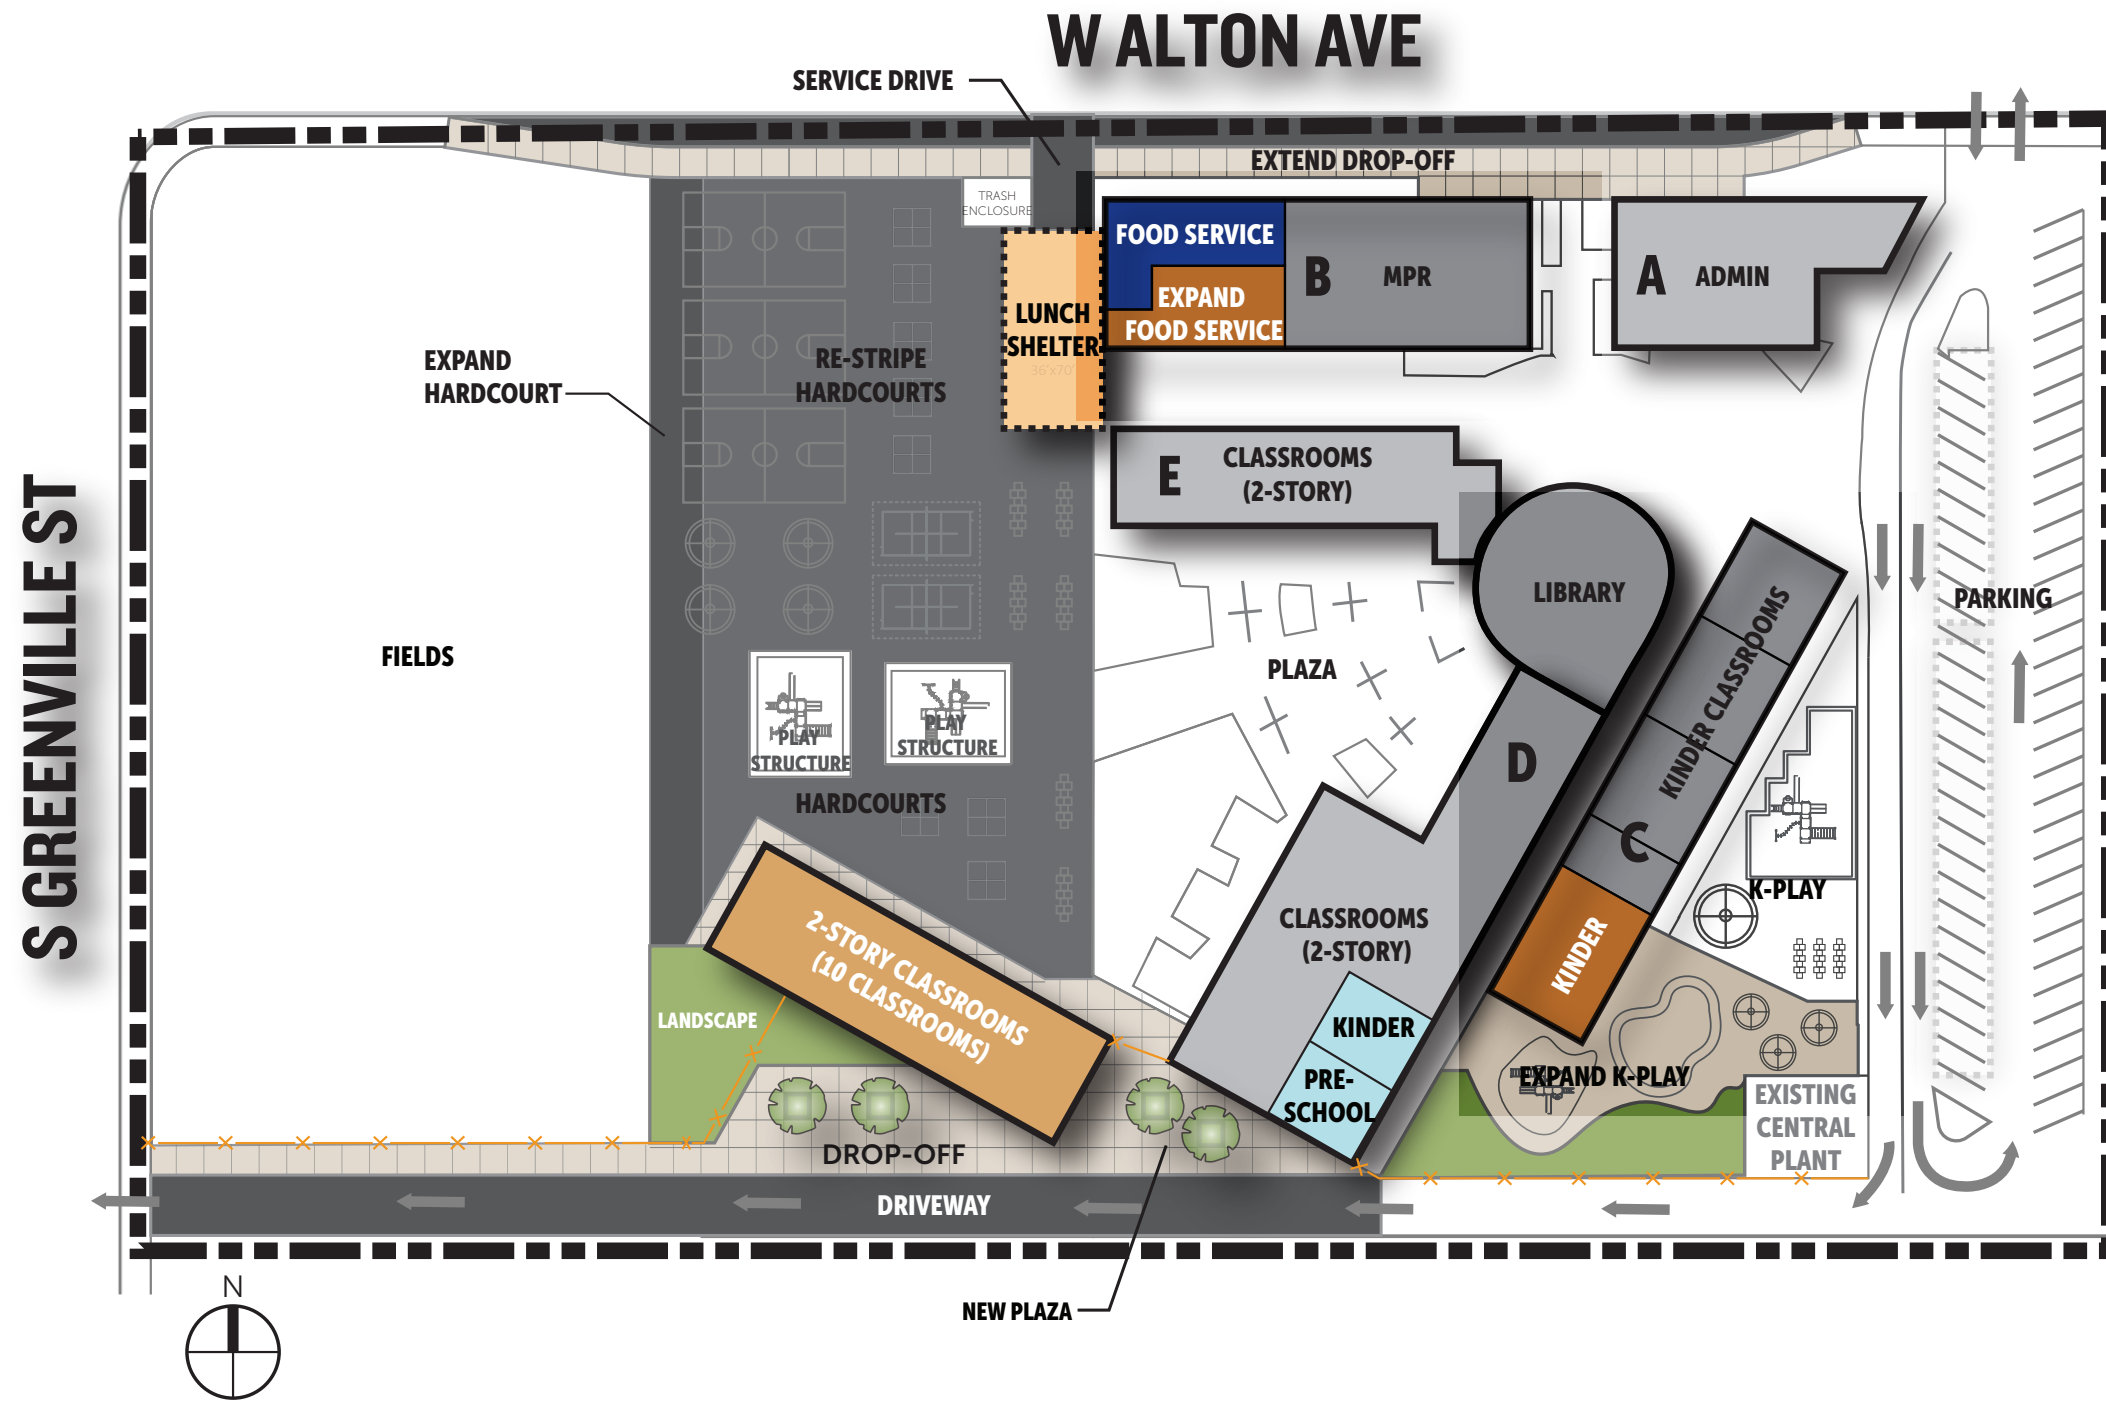 W ALTON AVE
SERVICE DRIVE
EXTEND DROP-OFF
TRASH
ENCLOSURE
FOOD SERVICE
EXPAND
FOOD SERVICE
B
MPR
A
ADMIN
LUNCH
SHELTER
36'x70'
EXPAND
HARDCOURT
RE-STRIPE
HARDCOURTS
E
CLASSROOMS
(2-STORY)
LIBRARY
S GREENVILLE ST
FIELDS
PLAZA
PARKING
KINDER CLASSROOMS
PLAY
STRUCTURE
PLAY
STRUCTURE
D
HARDCOURTS
C
K-PLAY
2-STORY CLASSROOMS
(10 CLASSROOMS)
CLASSROOMS
(2-STORY)
KINDER
LANDSCAPE
KINDER
PRE-
SCHOOL
EXPAND K-PLAY
EXISTING
CENTRAL
PLANT
DROP-OFF
DRIVEWAY
N
NEW PLAZA